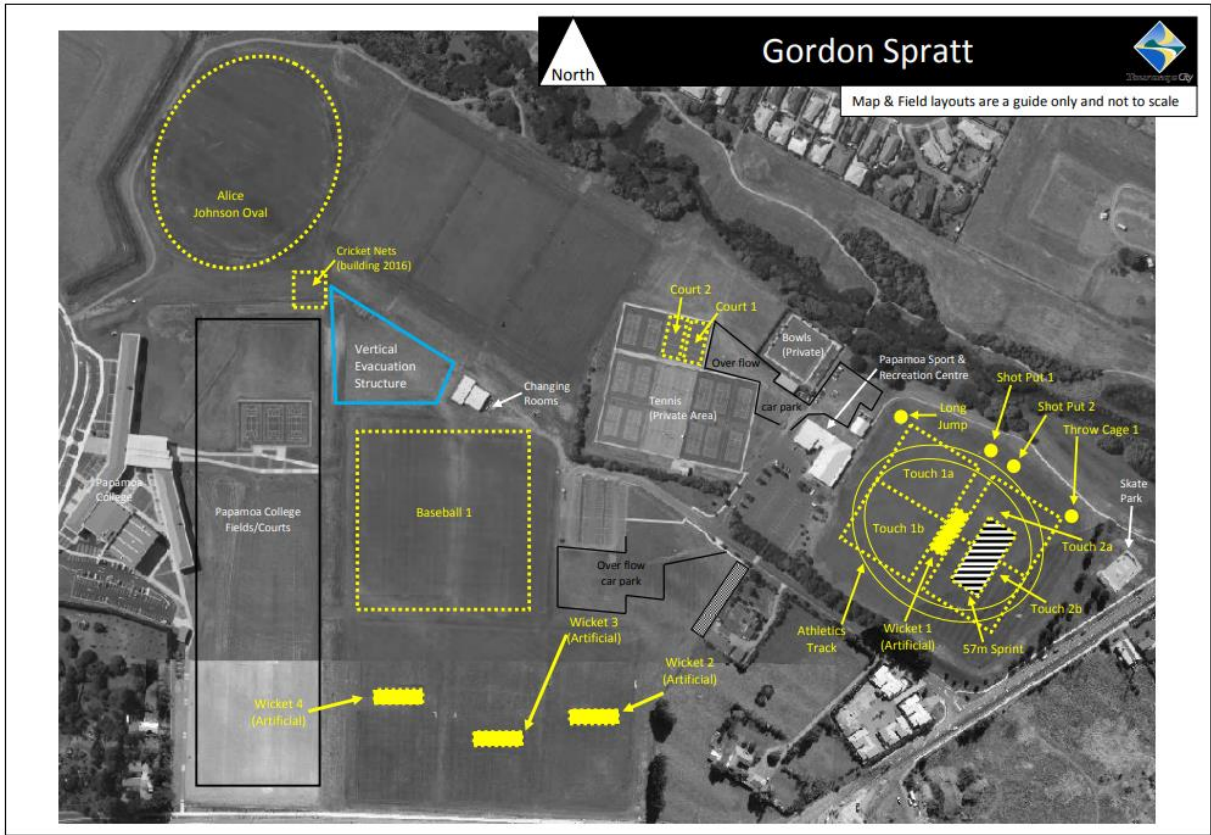 Gordon Spratt
North
Tauranga City
Map & Field layouts are a guide only and not to scale
Alice
Johnson Oval
Cricket Nets
(building 2016)
Court 2
Court 1
Vertical
Evacuation
Structure
Changing
Rooms
Over flow
car park
Bowls
(Private)
Papamoa Sport &
Recreation Centre
Tennis
(Private Area)
Long
Jump
Shot Put 1
Shot Put 2
Throw Cage 1
Skate
Park
Touch 1a
Touch 1b
Touch 2a
Touch 2b
Papamoa
College
Papamoa College
Fields/Courts
Baseball 1
Over flow
car park
Athletics
Track
Wicket 1
(Artificial)
57m Sprint
Wicket 3
(Artificial)
Wicket 2
(Artificial)
Wicket 4
(Artificial)